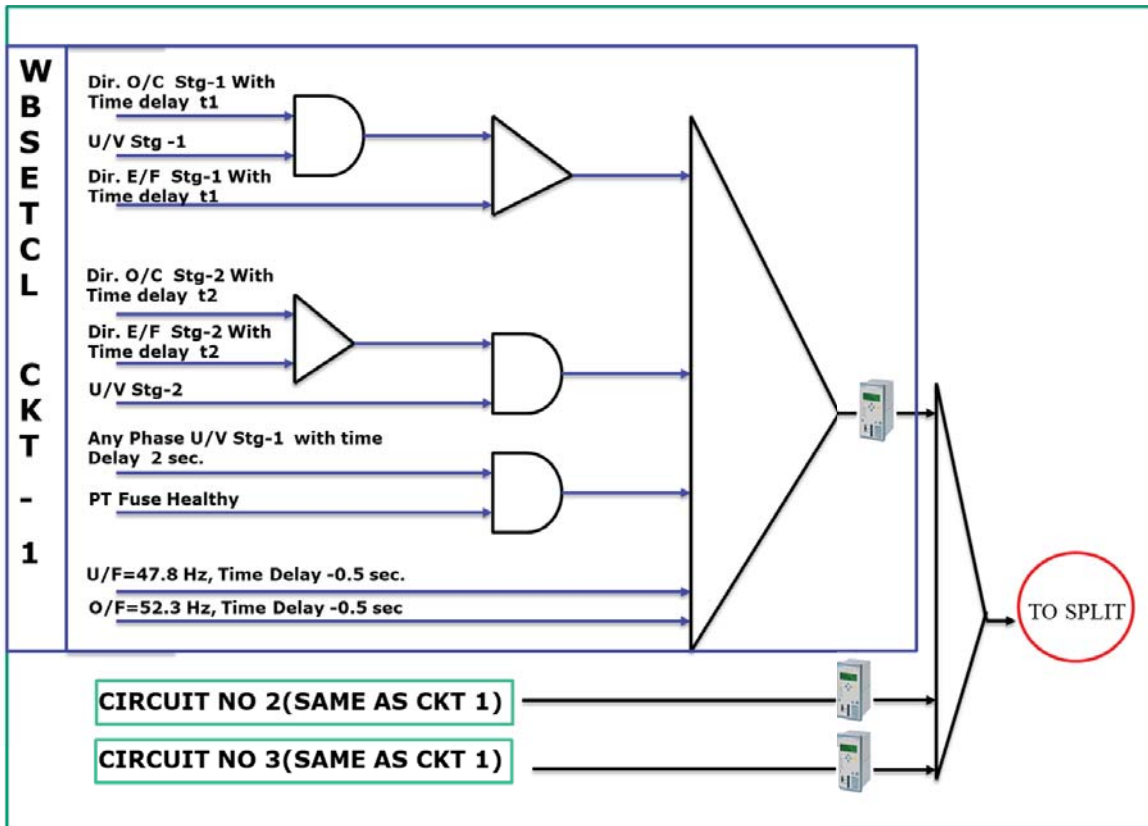 WBSETCL CKT - 1
Dir. O/C Stg-1 With
Time delay t1
U/V Stg -1
Dir. E/F Stg-1 With
Time delay t1
Dir. O/C Stg-2 With
Time delay t2
Dir. E/F Stg-2 With
Time delay t2
U/V Stg-2
Any Phase U/V Stg-1 with time
Delay 2 sec.
PT Fuse Healthy
U/F=47.8 Hz, Time Delay -0.5 sec.
O/F=52.3 Hz, Time Delay -0.5 sec
TO SPLIT
CIRCUIT NO 2(SAME AS CKT 1)
CIRCUIT NO 3(SAME AS CKT 1)